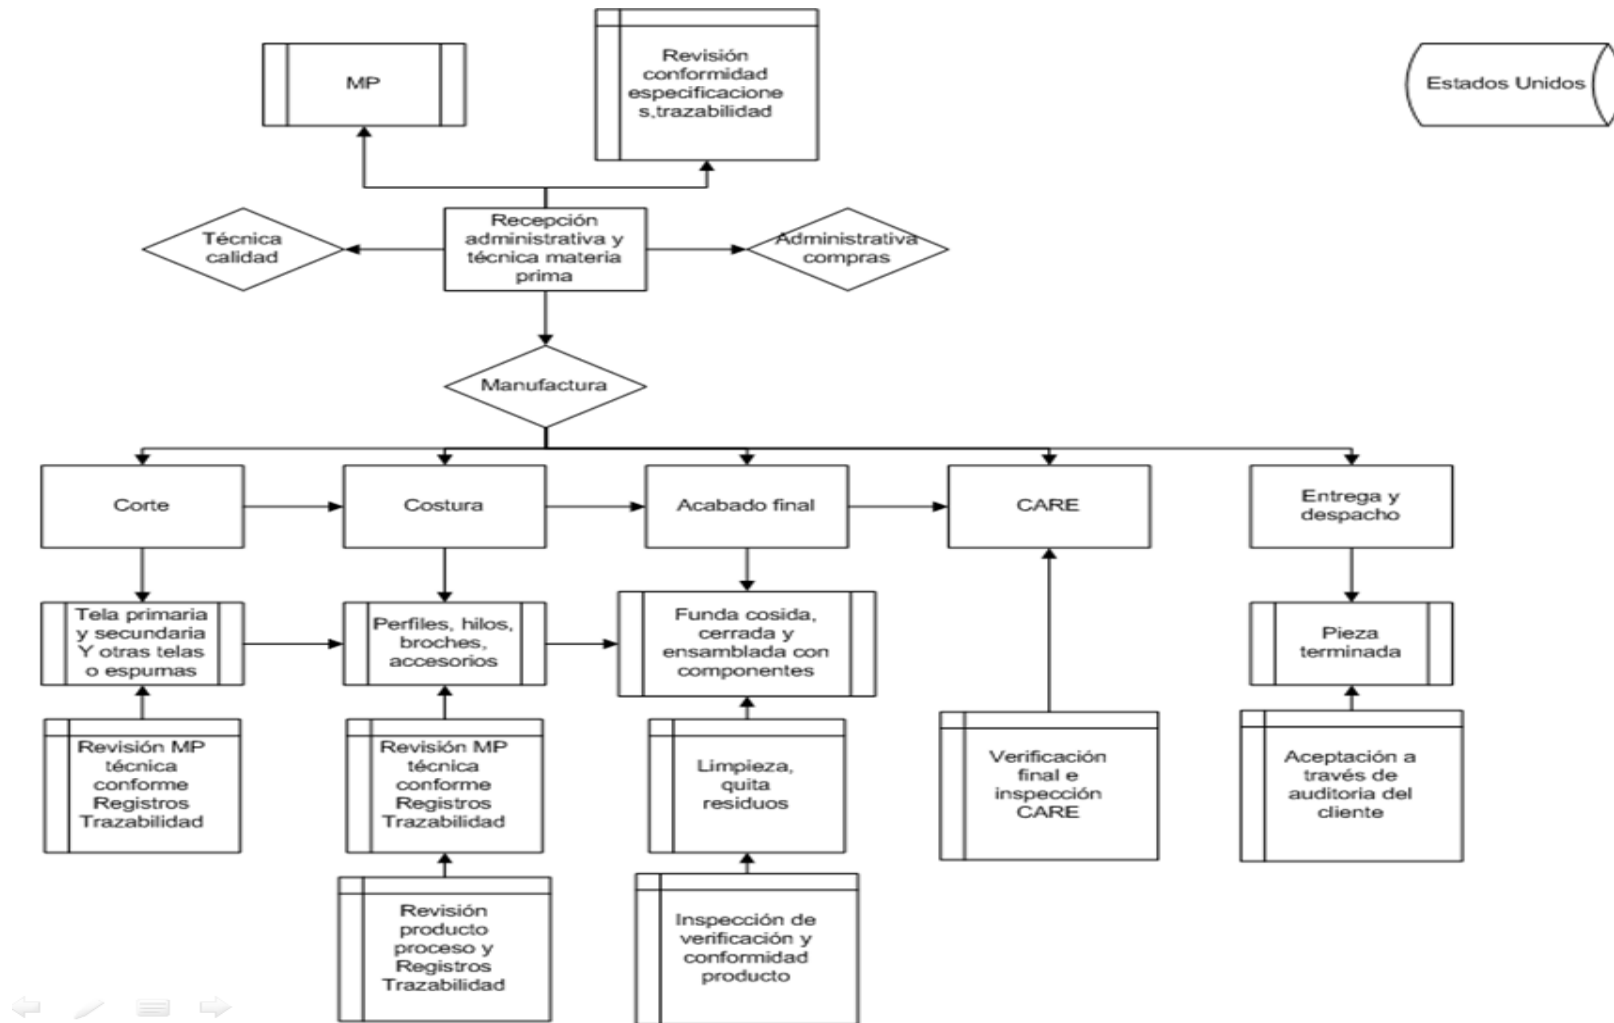 MP
Revisión
conformidad
especificacione
s,trazabilidad
Estados Unidos
Técnica
calidad
Recepción
administrativa y
técnica materia
prima
Administrativa
compras
Manufactura
Corte
Costura
Acabado final
CARE
Entrega y
despacho
Tela primaria
y secundaria
Y otras telas
o espumas
Perfiles, hilos,
broches,
accesorios
Funda cosida,
cerrada y
ensamblada con
componentes
Pieza
terminada
Revisión MP
técnica
conforme
Registros
Trazabilidad
Revisión MP
técnica
conforme
Registros
Trazabilidad
Limpieza,
quita
residuos
Verificación
final e
inspección
CARE
Aceptación a
través de
auditoria del
cliente
Revisión
producto
proceso y
Registros
Trazabilidad
Inspección de
verificación y
conformidad
producto